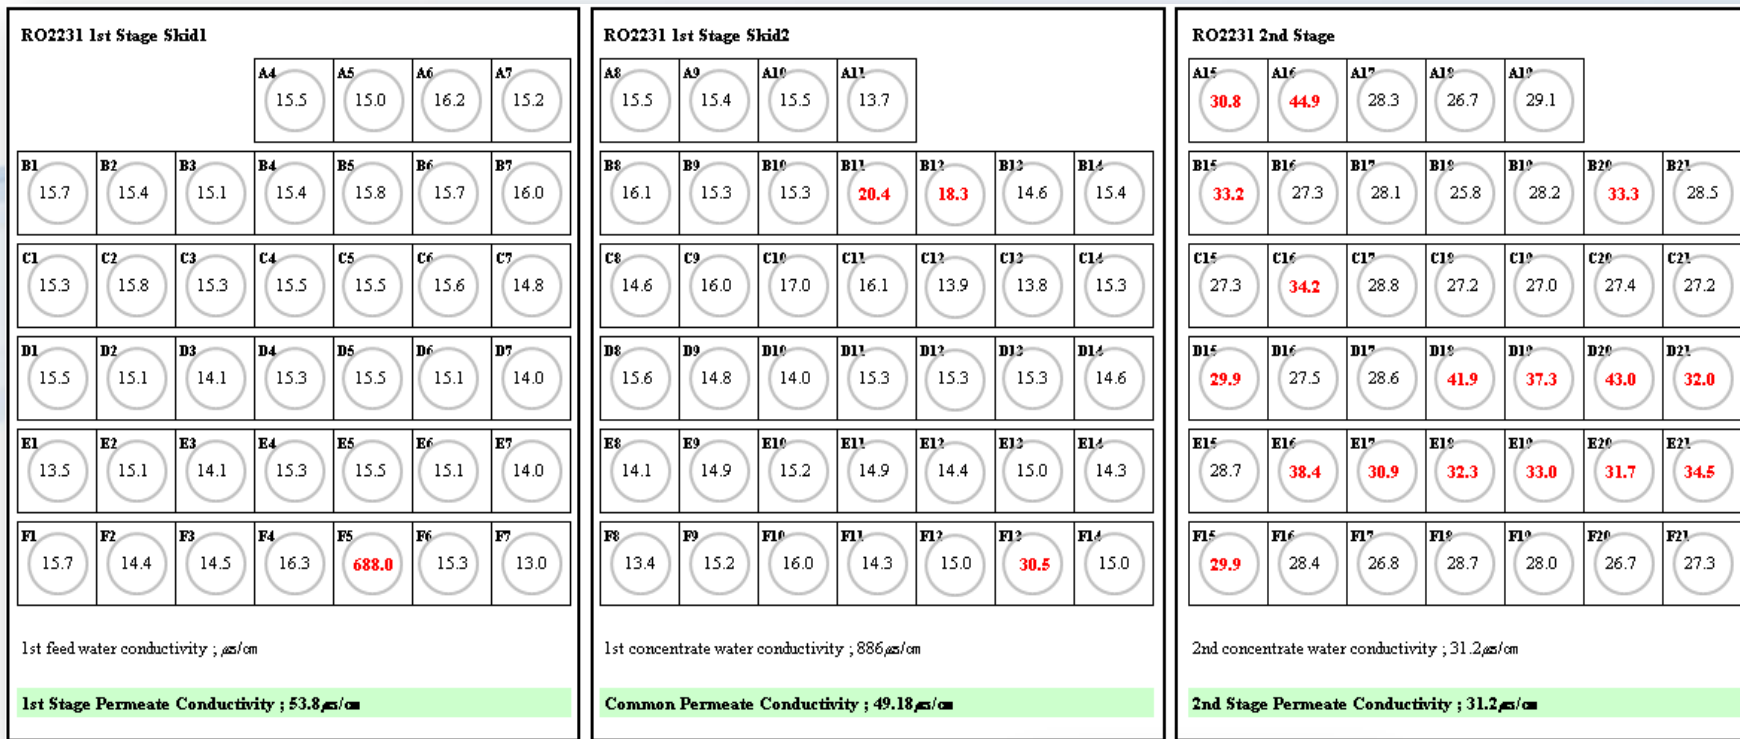 RO2231 1st Stage Skid1
A4 A5 A6 A7
15.5 15.0 16.2 15.2
B1 B2 B3 B4 B5 B6 B7
15.7 15.4 15.1 15.4 15.8 15.7 16.0
C1 C2 C3 C4 C5 C6 C7
15.3 15.8 15.3 15.5 15.5 15.6 14.8
D1 D2 D3 D4 D5 D6 D7
15.5 15.1 14.1 15.3 15.5 15.1 14.0
E1 E2 E3 E4 E5 E6 E7
13.5 15.1 14.1 15.3 15.5 15.1 14.0
F1 F2 F3 F4 F5 F6 F7
15.7 14.4 14.5 16.3 688.0 15.3 13.0
1st feed water conductivity ; ㎲/㎝
1st Stage Permeate Conductivity ; 53.8㎲/㎝
RO2231 1st Stage Skid2
A8 A9 A10 A11
15.5 15.4 15.5 13.7
B8 B9 B10 B11 B12 B13 B14
16.1 15.3 15.3 20.4 18.3 14.6 15.4
C8 C9 C10 C11 C12 C13 C14
14.6 16.0 17.0 16.1 13.9 13.8 15.3
D8 D9 D10 D11 D12 D13 D14
15.6 14.8 14.0 15.3 15.3 15.3 14.6
E8 E9 E10 E11 E12 E13 E14
14.1 14.9 15.2 14.9 14.4 15.0 14.3
F8 F9 F10 F11 F12 F13 F14
13.4 15.2 16.0 14.3 15.0 30.5 15.0
1st concentrate water conductivity ; 886㎲/㎝
Common Permeate Conductivity ; 49.18㎲/㎝
RO2231 2nd Stage
A15 A16 A17 A18 A19
30.8 44.9 28.3 26.7 29.1
B15 B16 B17 B18 B19 B20 B21
33.2 27.3 28.1 25.8 28.2 33.3 28.5
C15 C16 C17 C18 C19 C20 C21
27.3 34.2 28.8 27.2 27.0 27.4 27.2
D15 D16 D17 D18 D19 D20 D21
29.9 27.5 28.6 41.9 37.3 43.0 32.0
E15 E16 E17 E18 E19 E20 E21
28.7 38.4 30.9 32.3 33.0 31.7 34.5
F15 F16 F17 F18 F19 F20 F21
29.9 28.4 26.8 28.7 28.0 26.7 27.3
2nd concentrate water conductivity ; 31.2㎲/㎝
2nd Stage Permeate Conductivity ; 31.2㎲/㎝